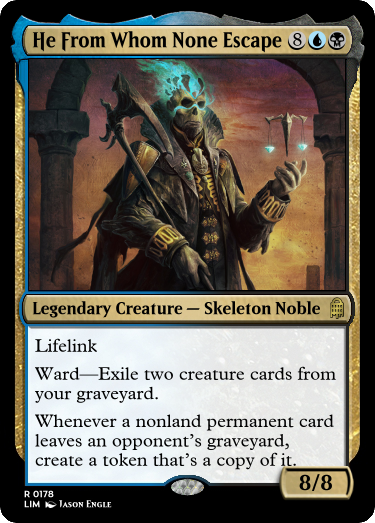 He From Whom None Escape 8
Legendary Creature — Skeleton Noble
Lifelink
Ward—Exile two creature cards from
your graveyard.
Whenever a nonland permanent card
leaves an opponent's graveyard,
create a token that's a copy of it.
8/8
R 0178
LIM Jason Engle